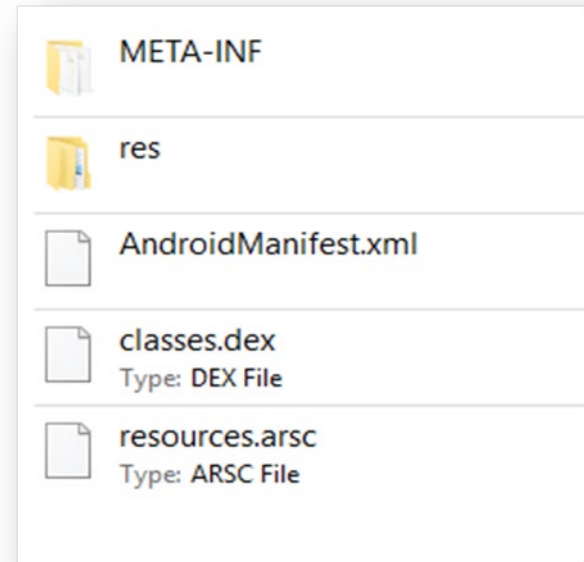 META-INF
res
AndroidManifest.xml
classes.dex
Type: DEX File
resources.arsc
Type: ARSC File